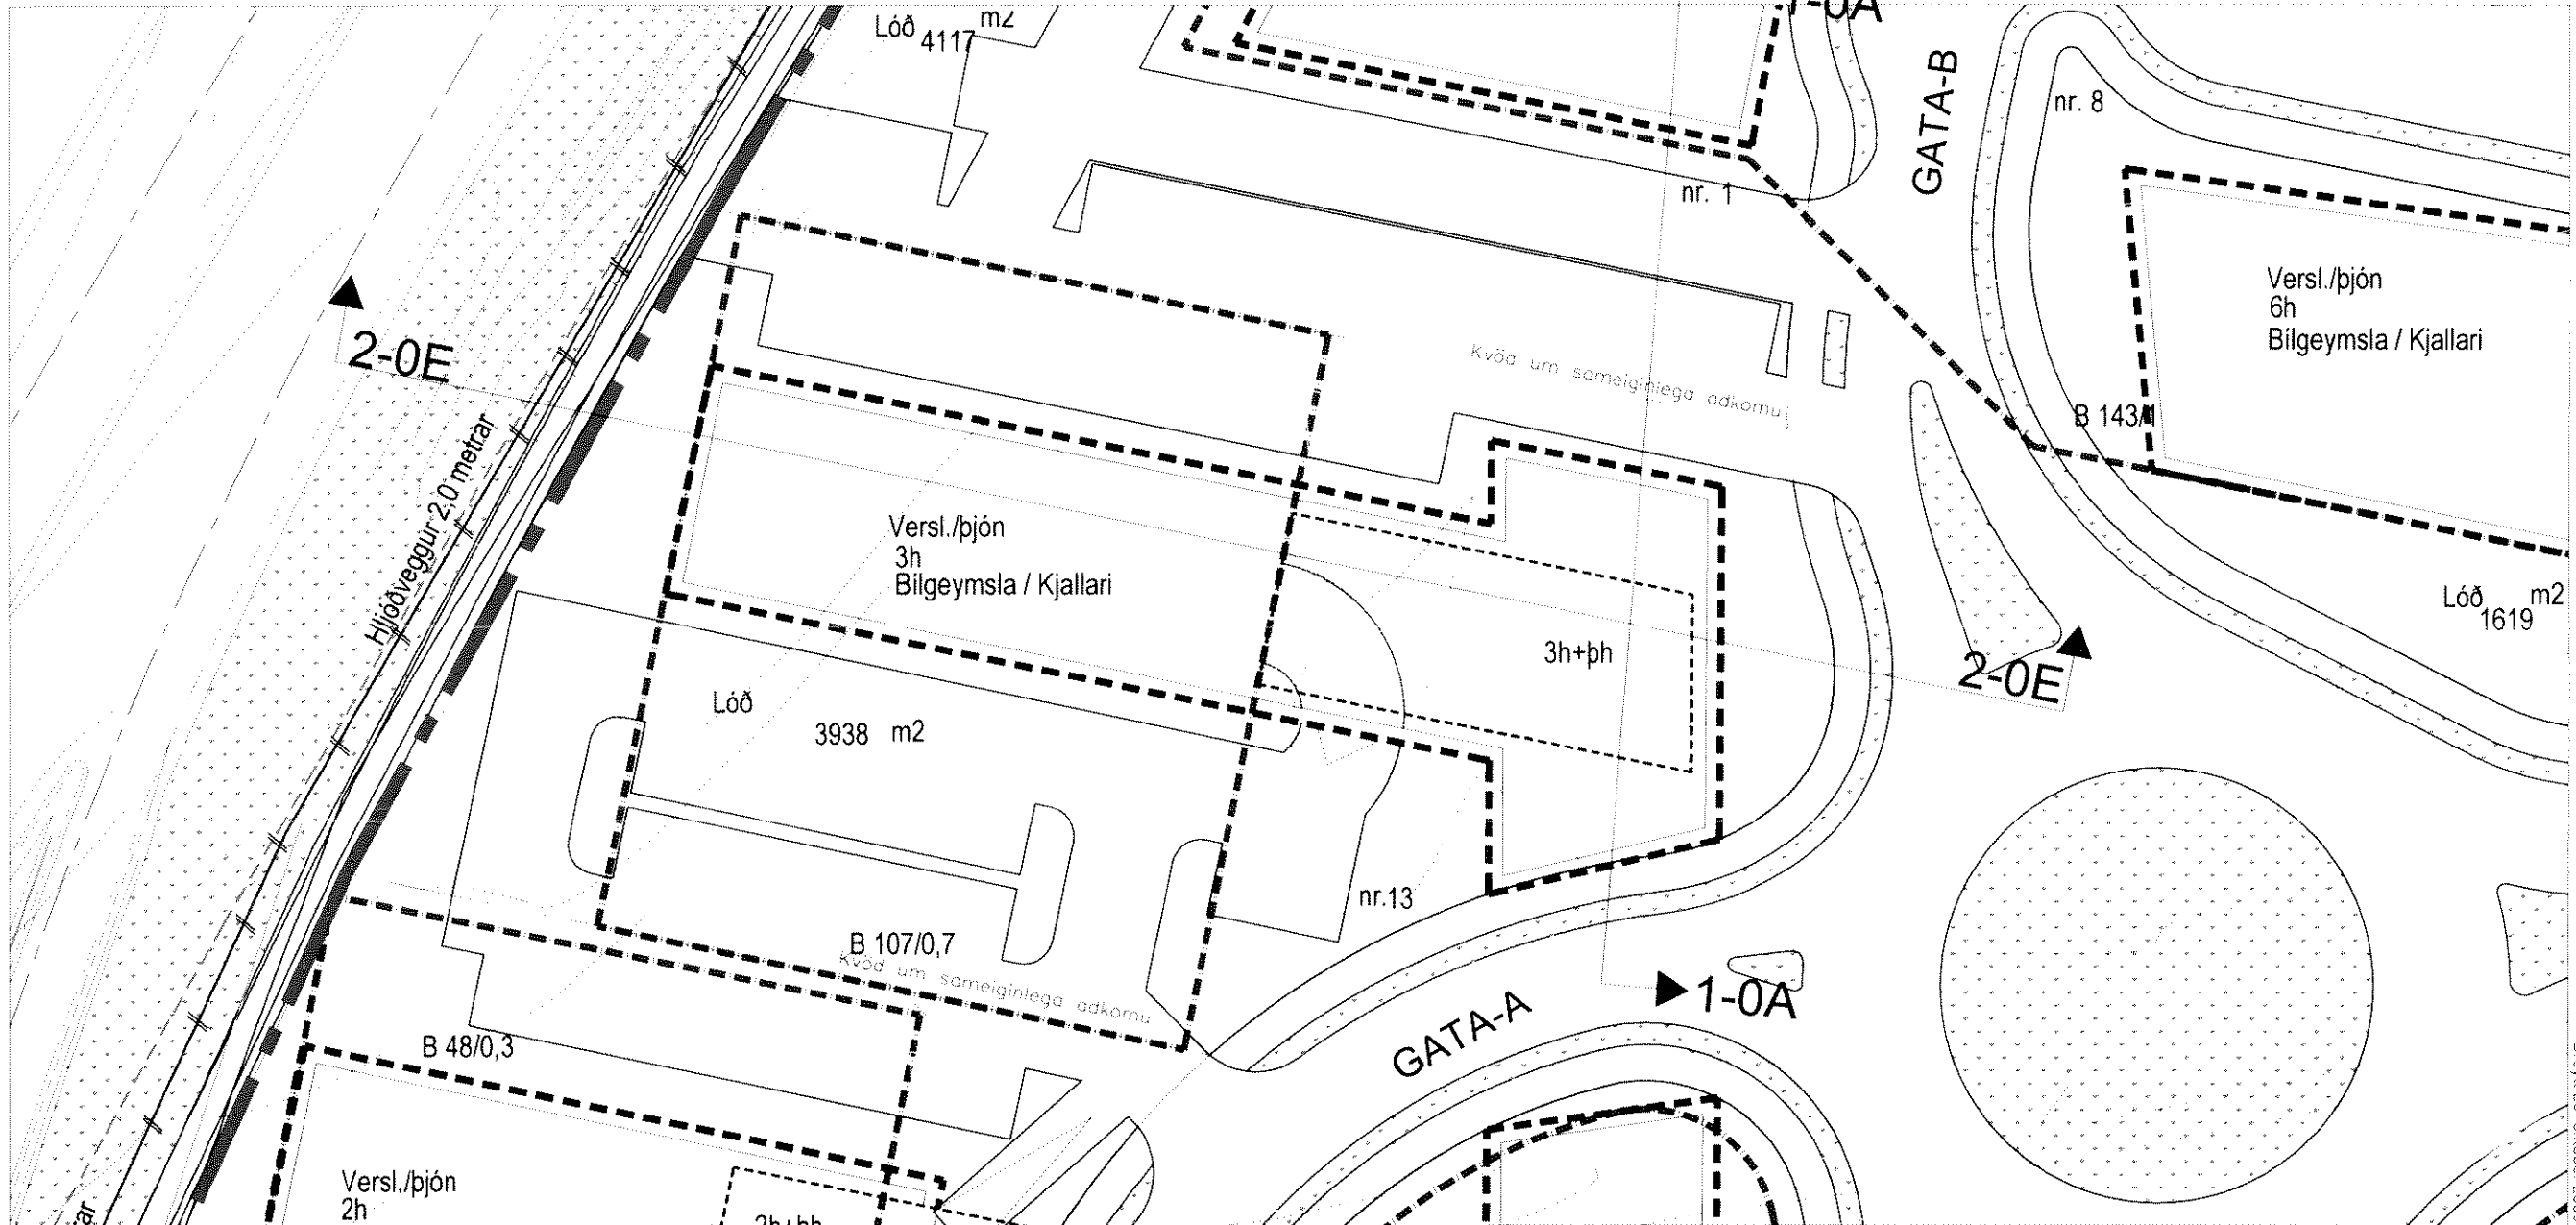 Lóð 4117 m2
1-0A
GATA-B
nr. 8
nr. 1
Versl./þjón
6h
Bílgeymsla / Kjallari
2-0E
Kvöð um sameiginlega aðkomu
B 143/1
Hljóðveggur 2,0 metrar
Versl./þjón
3h
Bílgeymsla / Kjallari
Lóð 1619 m2
3h+þh
2-0E
Lóð
3938 m2
nr.13
B 107/0,7
Kvöð um sameiginlega aðkomu
1-0A
GATA-A
B 48/0,3
Versl./þjón
2h